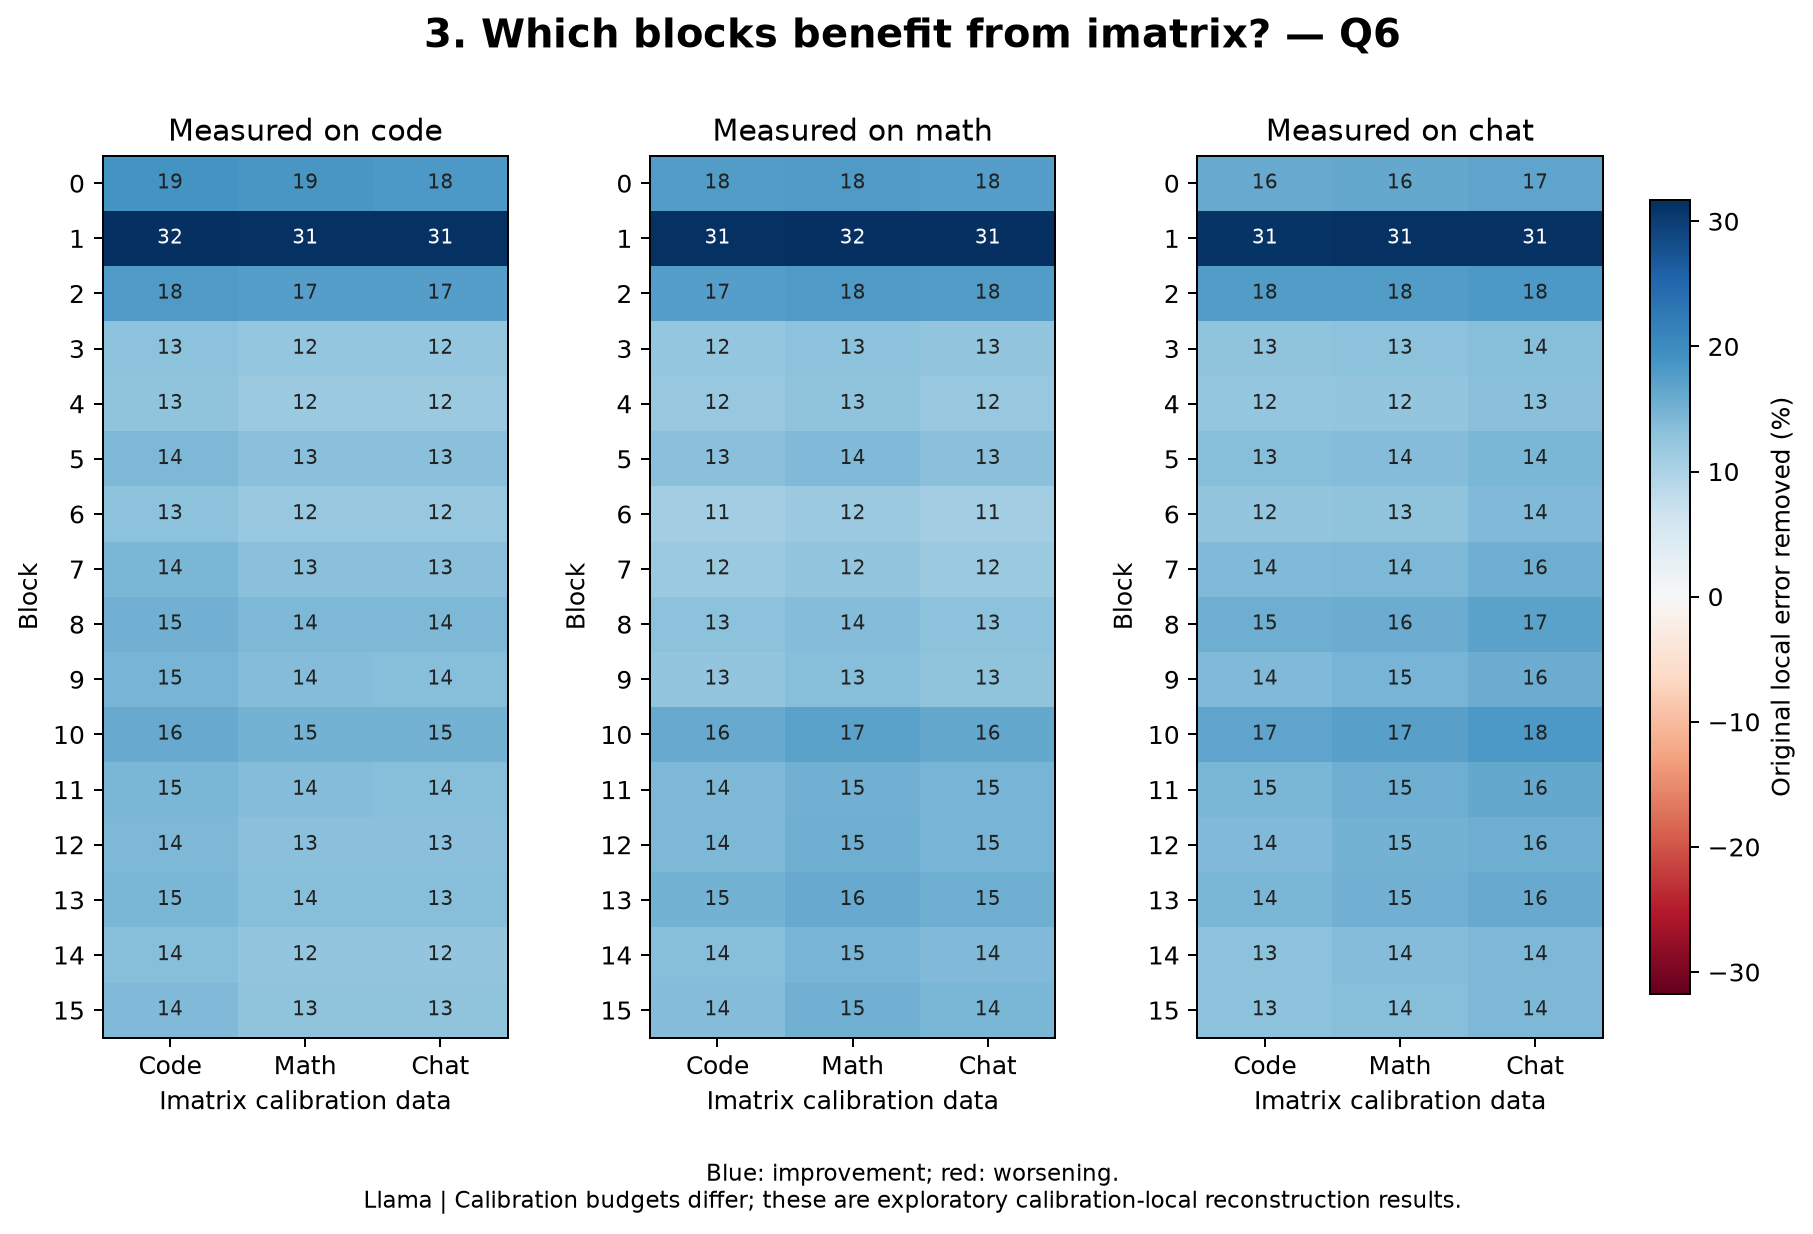 3. Which blocks benefit from imatrix? — Q6
Measured on code
0 19 19 18
1 32 31 31
2 18 17 17
3 13 12 12
4 13 12 12
5 14 13 13
6 13 12 12
7 14 13 13
8 15 14 14
9 15 14 14
10 16 15 15
11 15 14 14
12 14 13 13
13 15 14 13
14 14 12 12
15 14 13 13
Block
Code Math Chat
Imatrix calibration data
Measured on math
0 18 18 18
1 31 32 31
2 17 18 18
3 12 13 13
4 12 13 12
5 13 14 13
6 11 12 11
7 12 12 12
8 13 14 13
9 13 13 13
10 16 17 16
11 14 15 15
12 14 15 15
13 15 16 15
14 14 15 14
15 14 15 14
Block
Code Math Chat
Imatrix calibration data
Measured on chat
0 16 16 17
1 31 31 31
2 18 18 18
3 13 13 14
4 12 12 13
5 13 14 14
6 12 13 14
7 14 14 16
8 15 16 17
9 14 15 16
10 17 17 18
11 15 15 16
12 14 15 16
13 14 15 16
14 13 14 14
15 13 14 14
Block
Code Math Chat
Imatrix calibration data
30
20
10
0
−10
−20
−30
Original local error removed (%)
Blue: improvement; red: worsening.
Llama | Calibration budgets differ; these are exploratory calibration-local reconstruction results.